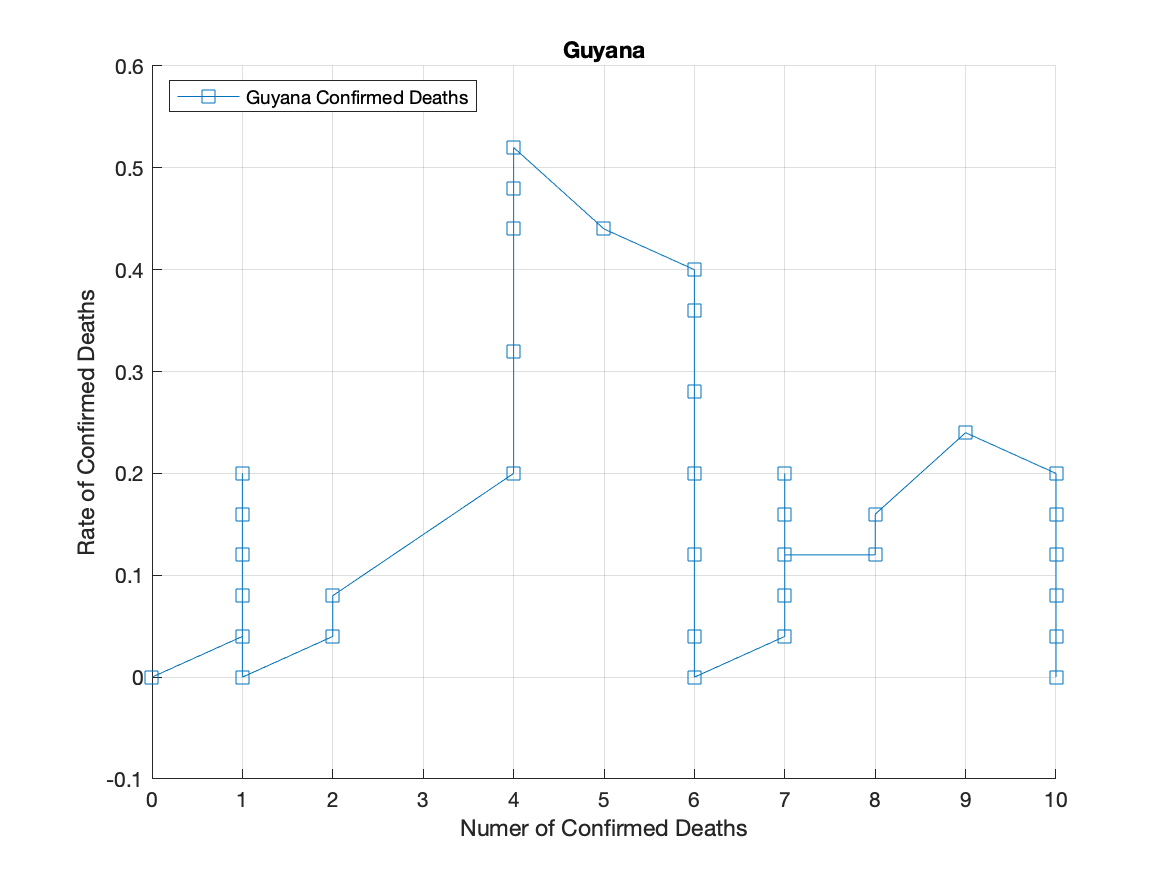 Guyana
Guyana Confirmed Deaths
Rate of Confirmed Deaths
0.6
0.5
0.4
0.3
0.2
0.1
0
-0.1
0 1 2 3 4 5 6 7 8 9 10
Numer of Confirmed Deaths